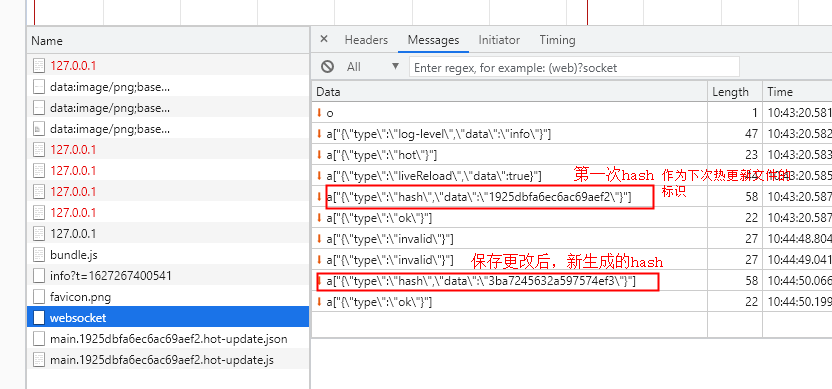 Name
127.0.0.1
data:image/png;base...
data:image/png;base...
data:image/png;base...
127.0.0.1
127.0.0.1
127.0.0.1
127.0.0.1
127.0.0.1
bundle.js
info?t=1627267400541
favicon.png
websocket
main.1925dbfa6ec6ac69aef2.hot-update.json
main.1925dbfa6ec6ac69aef2.hot-update.js
× Headers Messages Initiator Timing
All ▼ Enter regex, for example: (web)?socket
Data Length Time
o 1 10:43:20.581
a["{\"type\":\"log-level\",\"data\":\"info\"}"] 47 10:43:20.582
a["{\"type\":\"hot\"}"] 23 10:43:20.583
a["{\"type\":\"liveReload\",\"data\":true}"] 10:43:20.585
第一次hash 作为下次热更新文件的
标识
a["{\"type\":\"hash\",\"data\":\"1925dbfa6ec6ac69aef2\"}"] 58 10:43:20.587
a["{\"type\":\"ok\"}"] 22 10:43:20.587
a["{\"type\":\"invalid\"}"] 27 10:44:48.804
a["{\"type\":\"invalid\"}"] 27 10:44:49.041
保存更改后，新生成的hash
a["{\"type\":\"hash\",\"data\":\"3ba7245632a597574ef3\"}"] 58 10:44:50.066
a["{\"type\":\"ok\"}"] 22 10:44:50.199